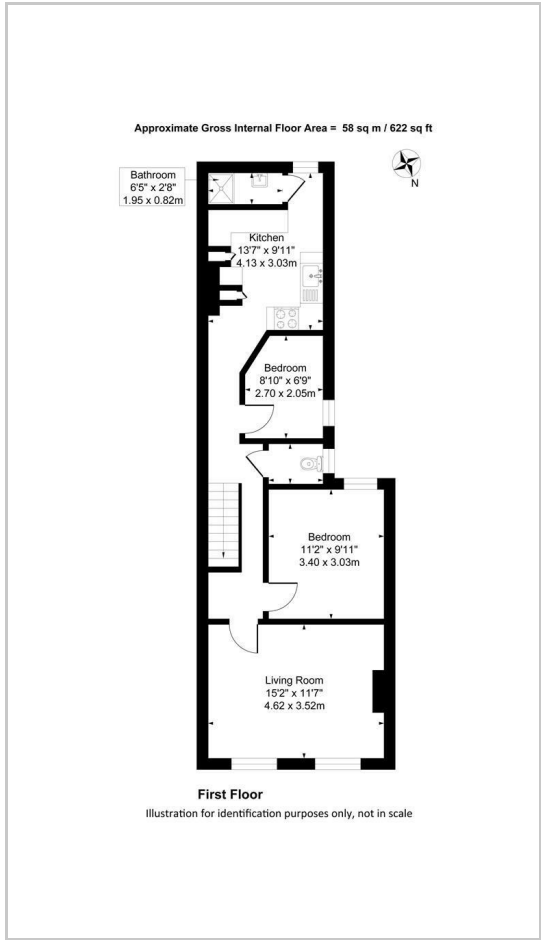 Approximate Gross Internal Floor Area = 58 sq m / 622 sq ft
N
Bathroom
6'5" x 2'8"
1.95 x 0.82m
Kitchen
13'7" x 9'11"
4.13 x 3.03m
Bedroom
8'10" x 6'9"
2.70 x 2.05m
Bedroom
11'2" x 9'11"
3.40 x 3.03m
Living Room
15'2" x 11'7"
4.62 x 3.52m
First Floor
Illustration for identification purposes only, not in scale